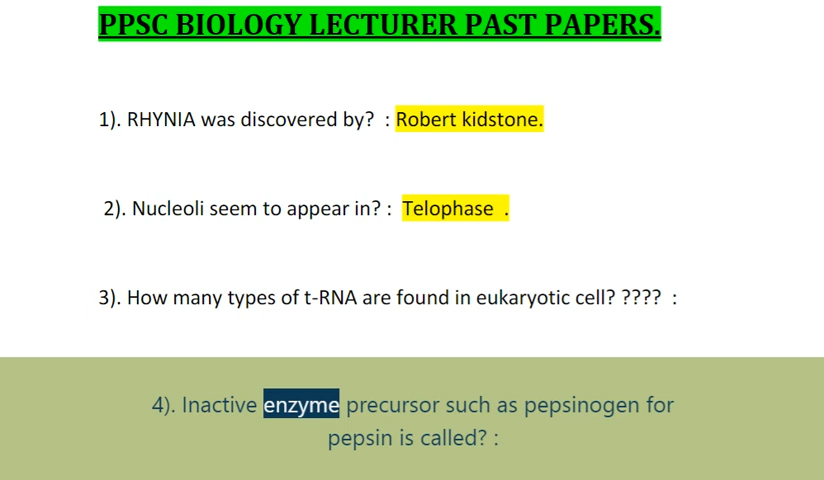 PPSC BIOLOGY LECTURER PAST PAPERS.
1). RHYNIA was discovered by? : Robert kidstone.
2). Nucleoli seem to appear in? : Telophase .
3). How many types of t-RNA are found in eukaryotic cell? ???? :
4). Inactive enzyme precursor such as pepsinogen for
pepsin is called? :